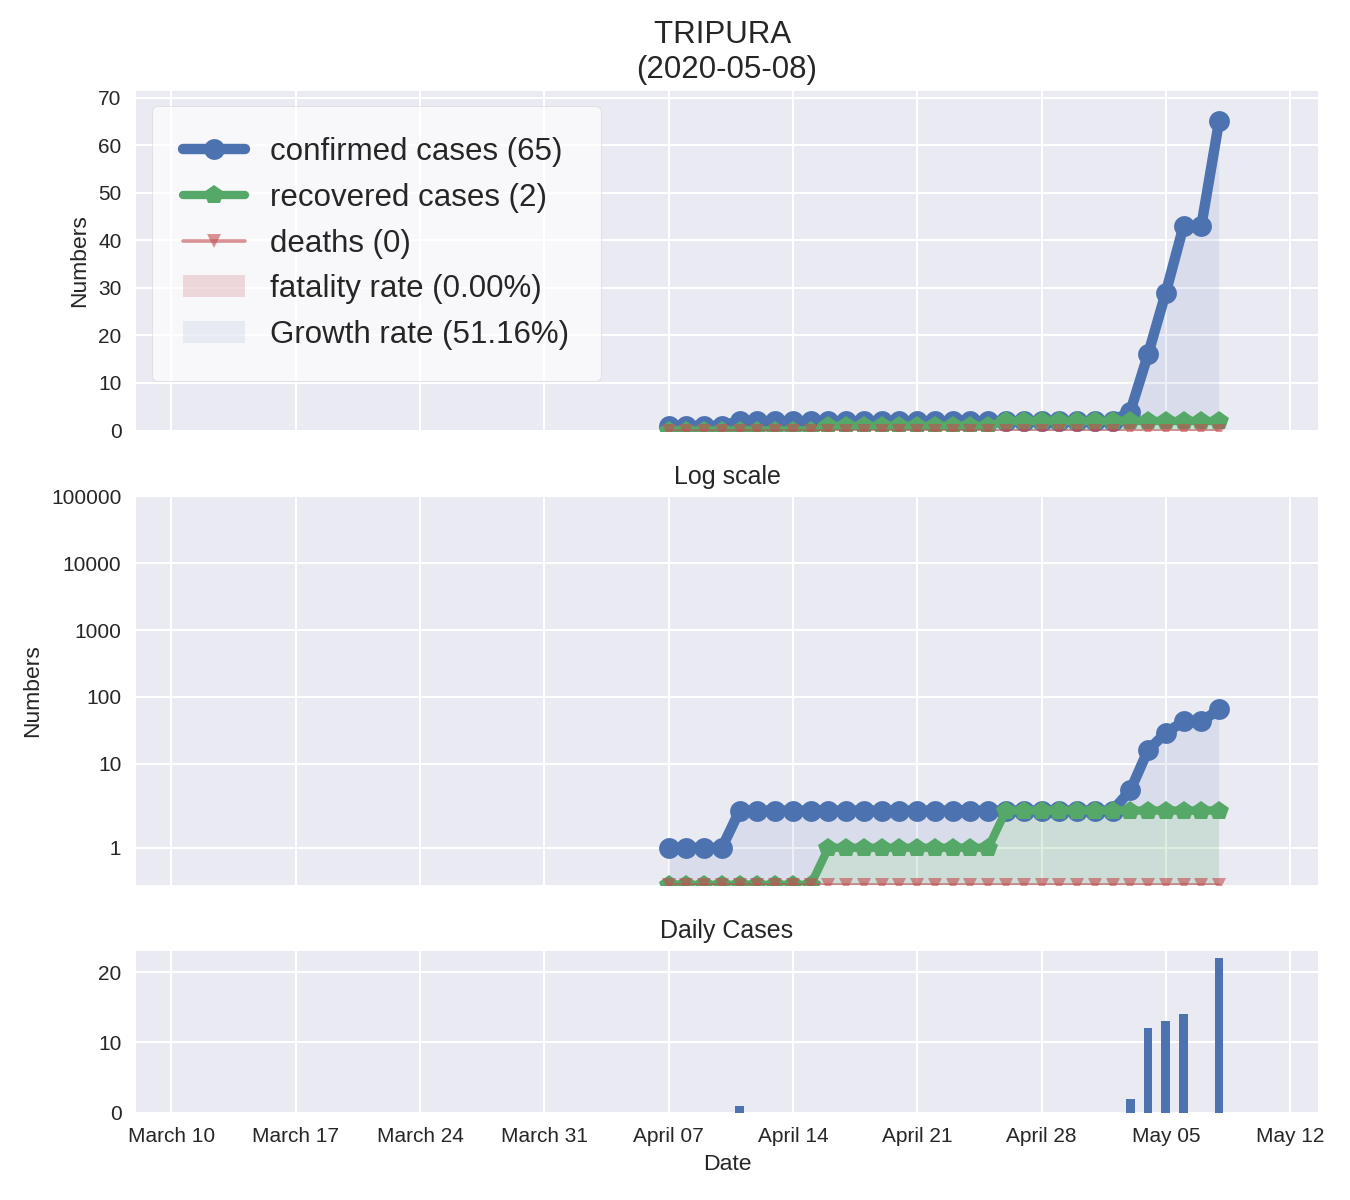 TRIPURA
(2020-05-08)
70
60
50
40
30
20
10
0
Numbers
confirmed cases (65)
recovered cases (2)
deaths (0)
fatality rate (0.00%)
Growth rate (51.16%)
Log scale
100000
10000
1000
100
10
1
Numbers
Daily Cases
20
10
0
March 10 March 17 March 24 March 31 April 07 April 14 April 21 April 28 May 05 May 12
Date